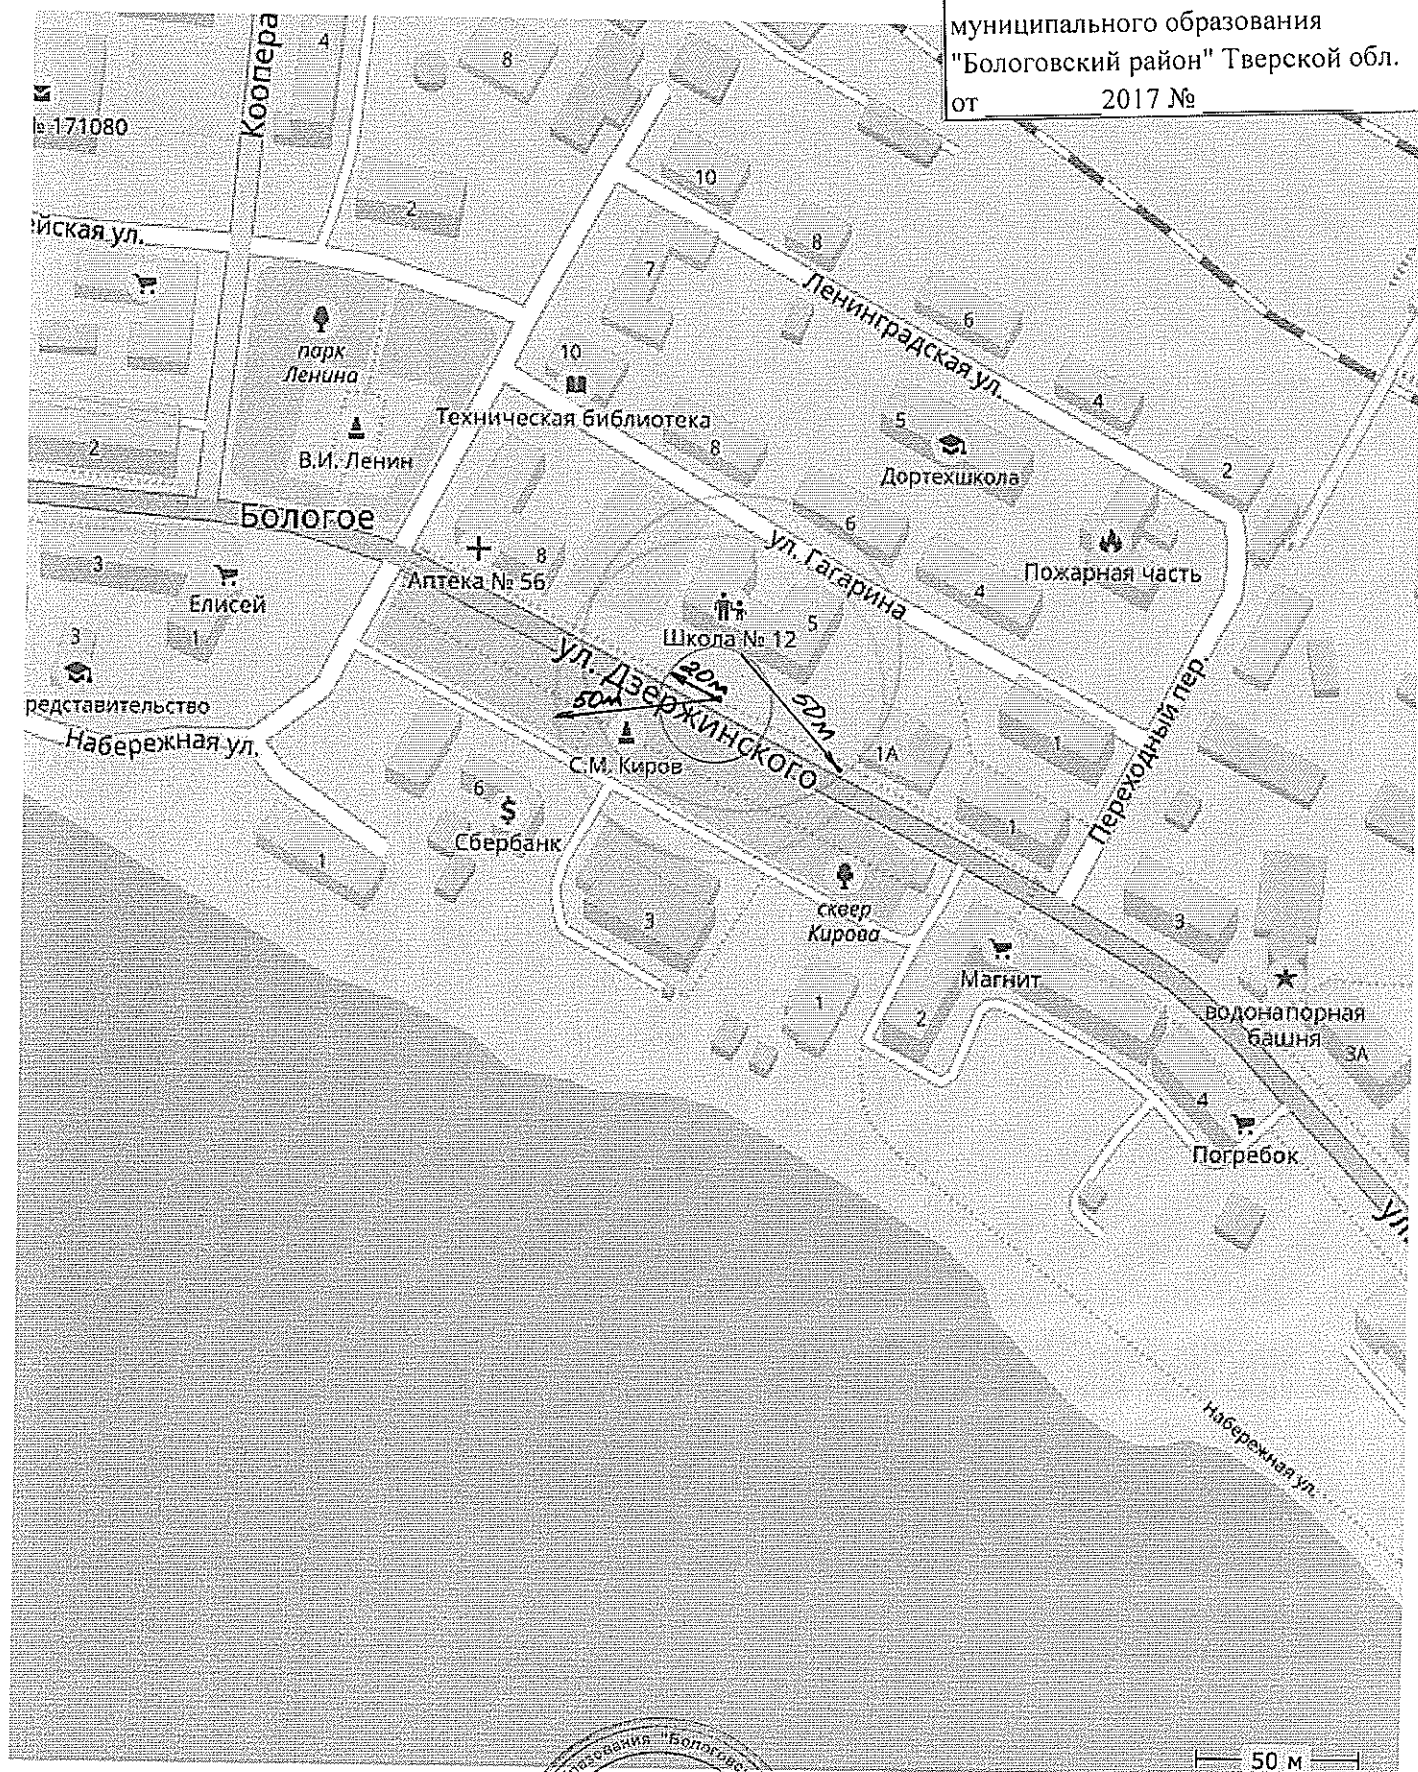 муниципального образования
"Бологовский район" Тверской обл.
от ________ 2017 № ________
Коопера
4
8
№ 171080
2
10
ейская ул.
8
7
Ленинградская ул.
6
парк
Ленина
10
Техническая библиотека
4
5
2
8
В.И. Ленин
Дортехшкола
2
Бологое
6
ул. Гагарина
3
Елисей
Аптека № 56
8
4
Пожарная часть
3
1
Школа № 12
5
ул. Дзержинского
20м
50м
50м
Переходный пер.
редставительство
Набережная ул.
С.М. Киров
1А
1
6
Сбербанк
1
1
3
сквер
Кирова
3
Магнит
1
2
водонапорная
башня
3А
4
Погребок
ул.
Набережная ул.
азования "Бологовс
50 м